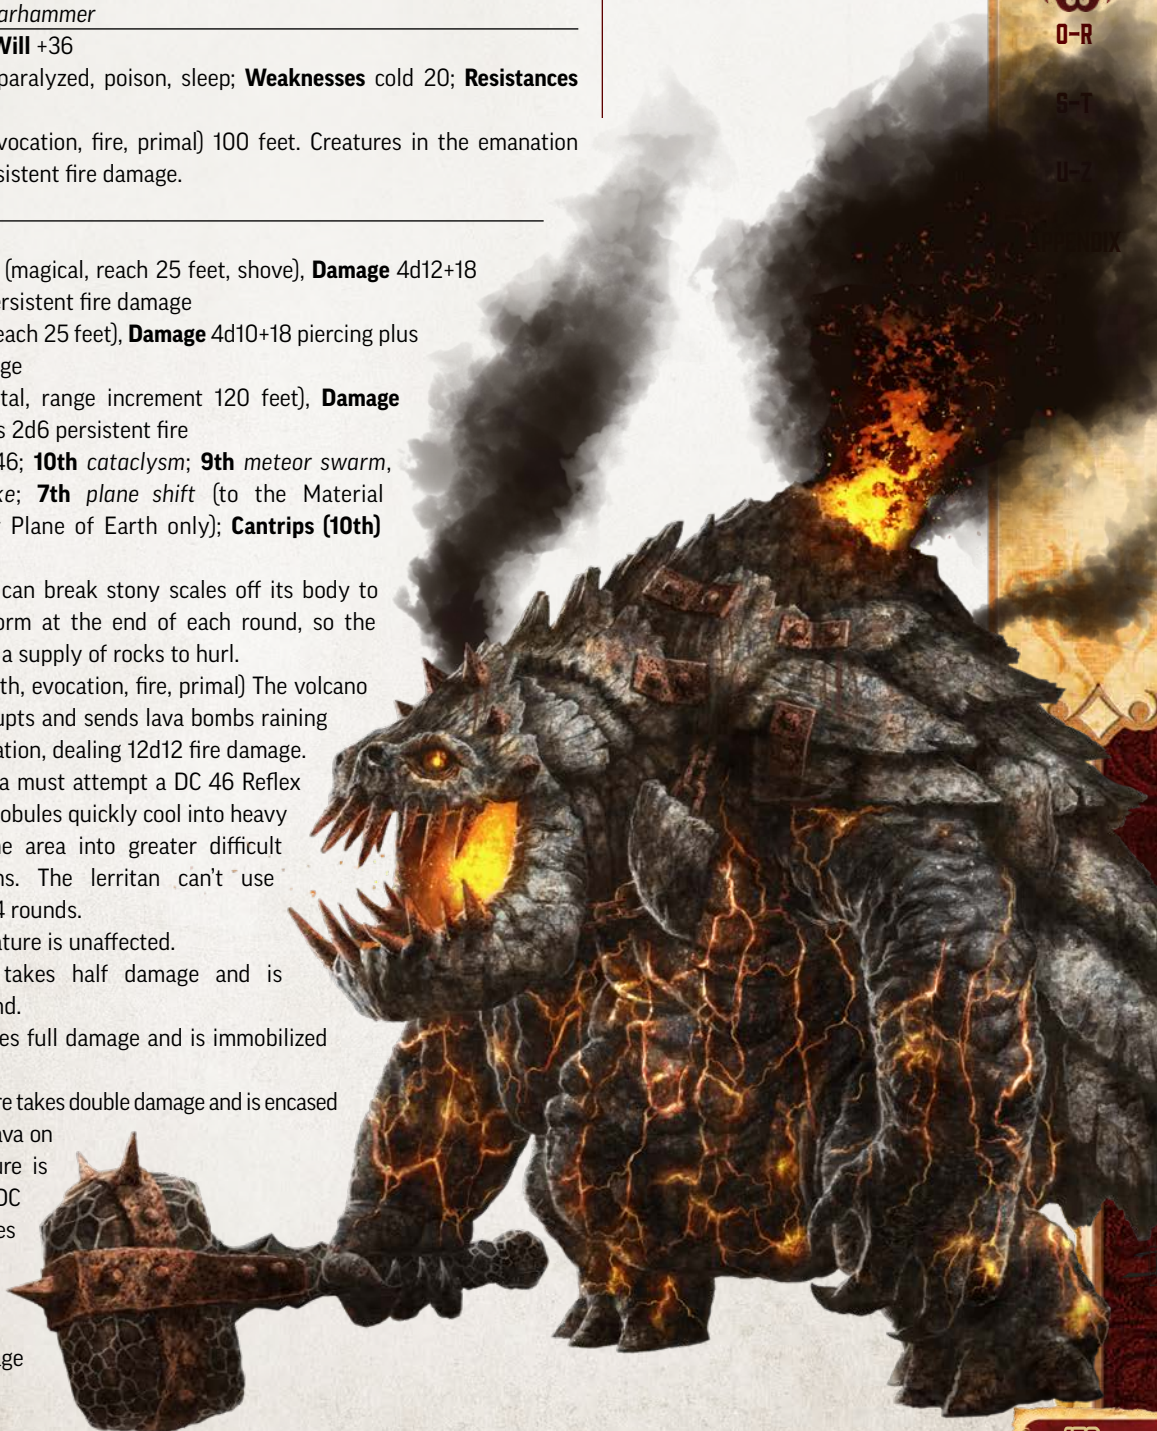 arhammer
Will +36
paralyzed, poison, sleep; Weaknesses cold 20; Resistances
vocation, fire, primal) 100 feet. Creatures in the emanation
sistent fire damage.
(magical, reach 25 feet, shove), Damage 4d12+18
ersistent fire damage
each 25 feet), Damage 4d10+18 piercing plus
ge
tal, range increment 120 feet), Damage
s 2d6 persistent fire
46; 10th cataclysm; 9th meteor swarm,
ke; 7th plane shift (to the Material
Plane of Earth only); Cantrips (10th)
can break stony scales off its body to
orm at the end of each round, so the
a supply of rocks to hurl.
th, evocation, fire, primal) The volcano
upts and sends lava bombs raining
ation, dealing 12d12 fire damage.
a must attempt a DC 46 Reflex
obules quickly cool into heavy
ne area into greater difficult
ns. The lerritan can't use
4 rounds.
ature is unaffected.
takes half damage and is
nd.
es full damage and is immobilized
re takes double damage and is encased
ava on
ure is
DC
es
ge
O–R
S–T
U–Z
APPENDIX